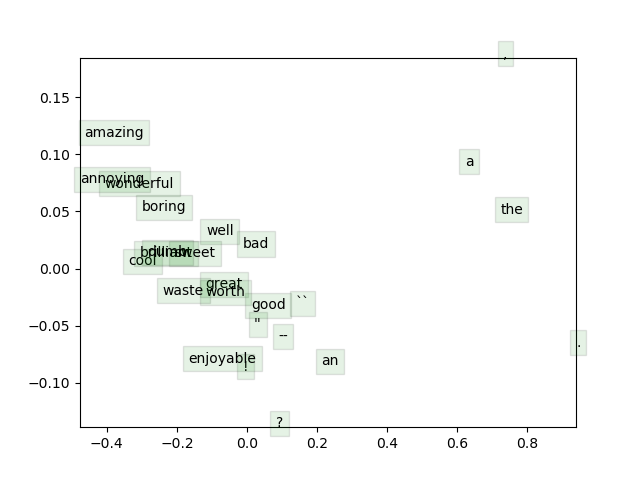 ,
0.15
amazing
0.10
a
annoying
wonderful
0.05
boring
the
well
bad
brilliant
dumb
sweet
0.00
cool
great
waste
worth
good
``
"
−0.05
--
.
enjoyable
!
an
−0.10
?
−0.4
−0.2
0.0
0.2
0.4
0.6
0.8